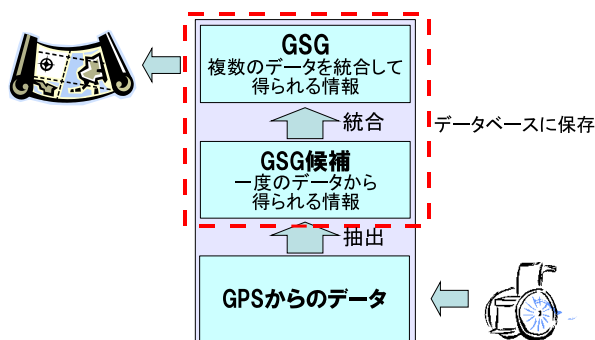 GSG
複数のデータを統合して
得られる情報
統合
データベースに保存
GSG候補
一度のデータから
得られる情報
抽出
GPSからのデータ